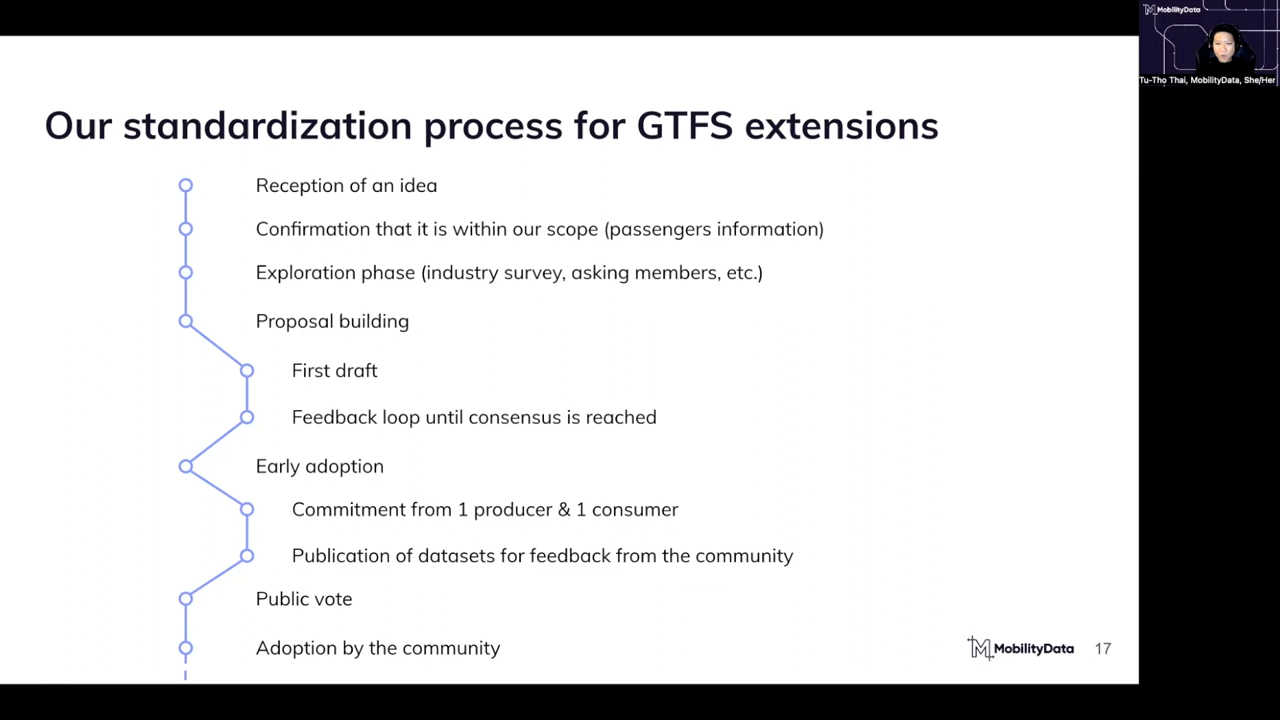 MobilityData
Tu-Tho Thai, MobilityData, She/Her
Our standardization process for GTFS extensions
Reception of an idea
Confirmation that it is within our scope (passengers information)
Exploration phase (industry survey, asking members, etc.)
Proposal building
First draft
Feedback loop until consensus is reached
Early adoption
Commitment from 1 producer & 1 consumer
Publication of datasets for feedback from the community
Public vote
Adoption by the community
MobilityData 17